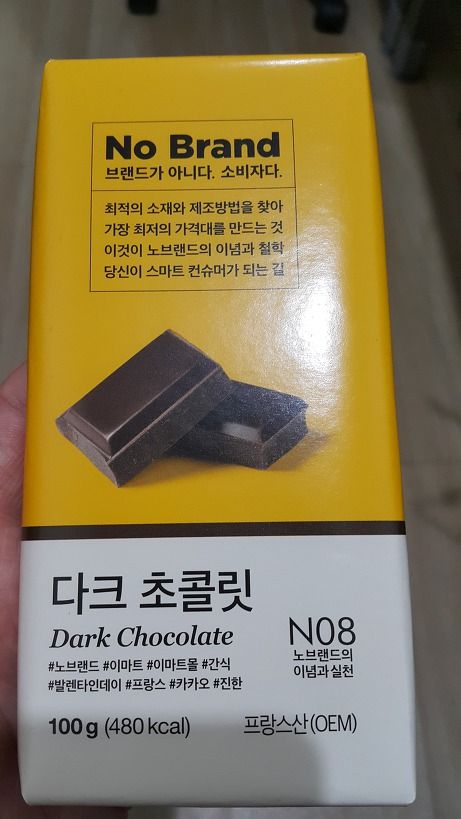 No Brand
브랜드가 아니다. 소비자다.
최적의 소재와 제조방법을 찾아
가장 최저의 가격대를 만드는 것
이것이 노브랜드의 이념과 철학
당신이 스마트 컨슈머가 되는 길
다크 초콜릿
Dark Chocolate
#노브랜드 #이마트 #이마트몰 #간식
#발렌타인데이 #프랑스 #카카오 #진한
N08
노브랜드의
이념과 실천
100 g (480 kcal)
프랑스산 (OEM)